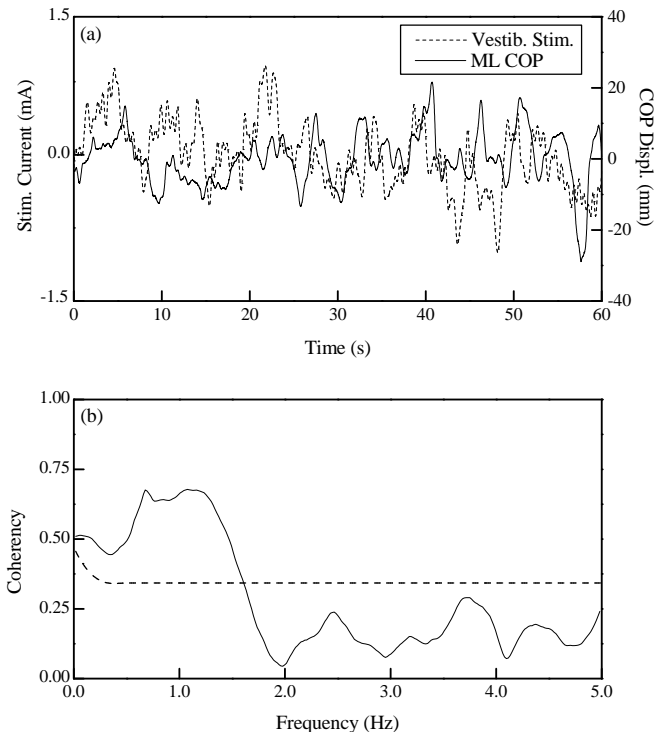 (a)
Vestib. Stim.
ML COP
1.5
0.0
-1.5
Stim. Current (mA)
40
20
0
-20
-40
COP Displ. (mm)
0
10
20
30
40
50
60
Time (s)
(b)
1.00
0.75
0.50
0.25
0.00
Coherency
0.0
1.0
2.0
3.0
4.0
5.0
Frequency (Hz)